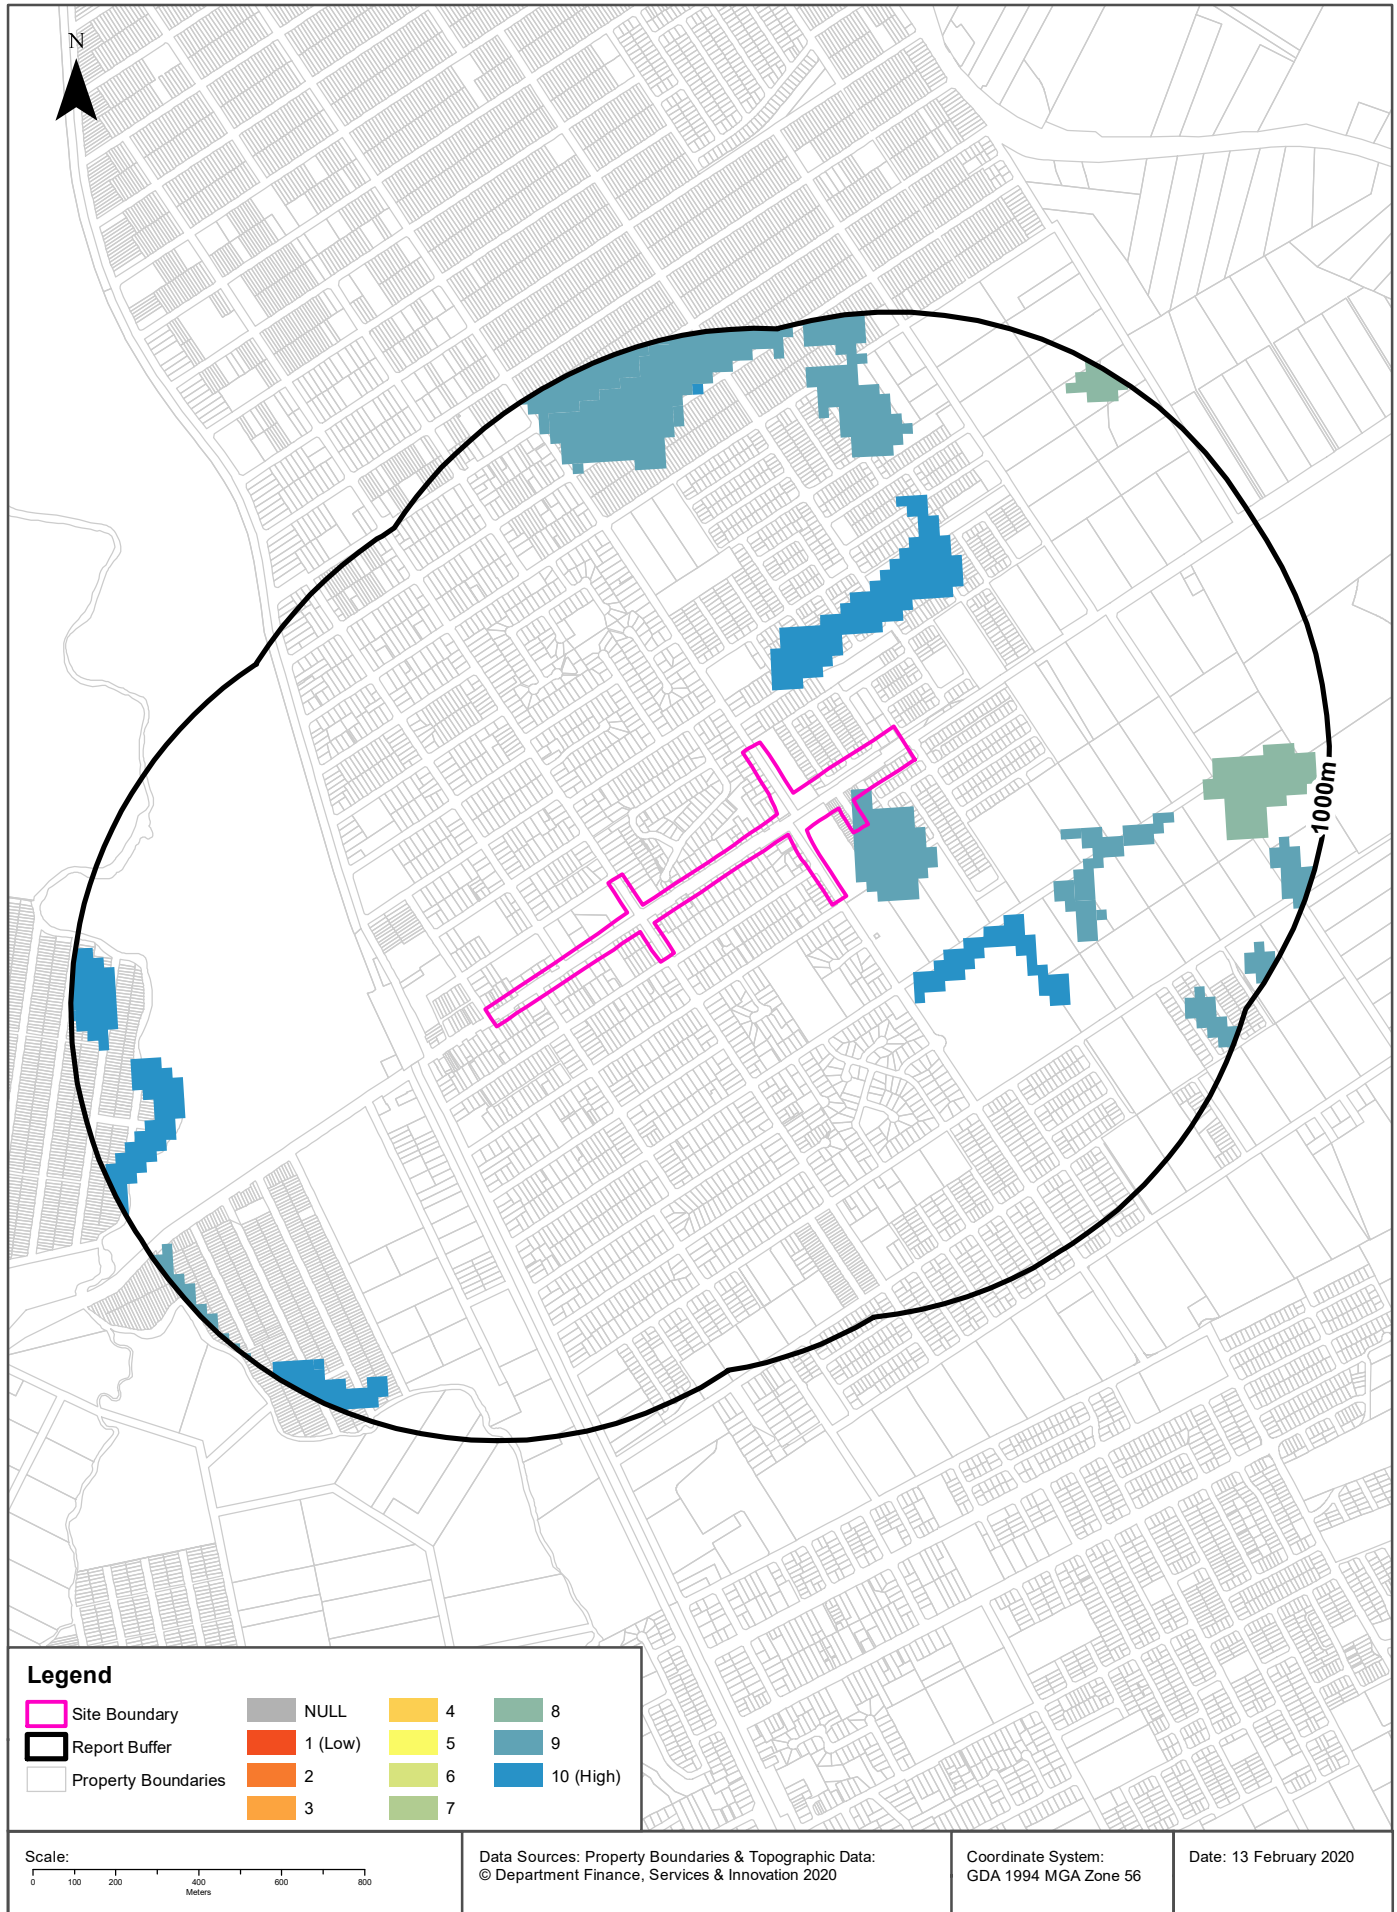 N
1000m
Legend
Site Boundary
Report Buffer
Property Boundaries
NULL
1 (Low)
2
3
4
5
6
7
8
9
10 (High)
Scale:
0 100 200 400 600 800
Meters
Data Sources: Property Boundaries & Topographic Data:
© Department Finance, Services & Innovation 2020
Coordinate System:
GDA 1994 MGA Zone 56
Date: 13 February 2020